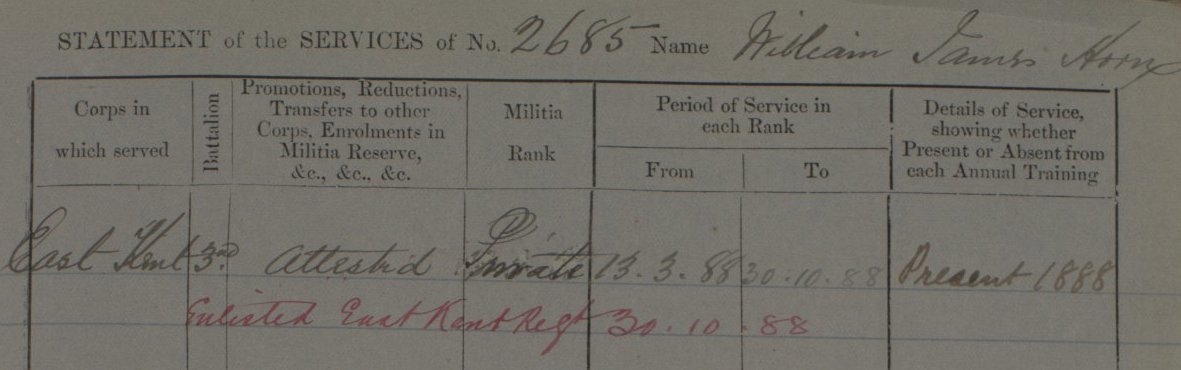 STATEMENT of the SERVICES of No. 2685 Name William James Horn
Corps in which served
Battalion
Promotions, Reductions, Transfers to other Corps, Enrolments in Militia Reserve, &c., &c., &c.
Militia Rank
Period of Service in each Rank
From
To
Details of Service, showing whether Present or Absent from each Annual Training
East Kent 3rd Attested Private 13.3.88 30.10.88 Present 1888
Enlisted East Kent Regt 30.10.88